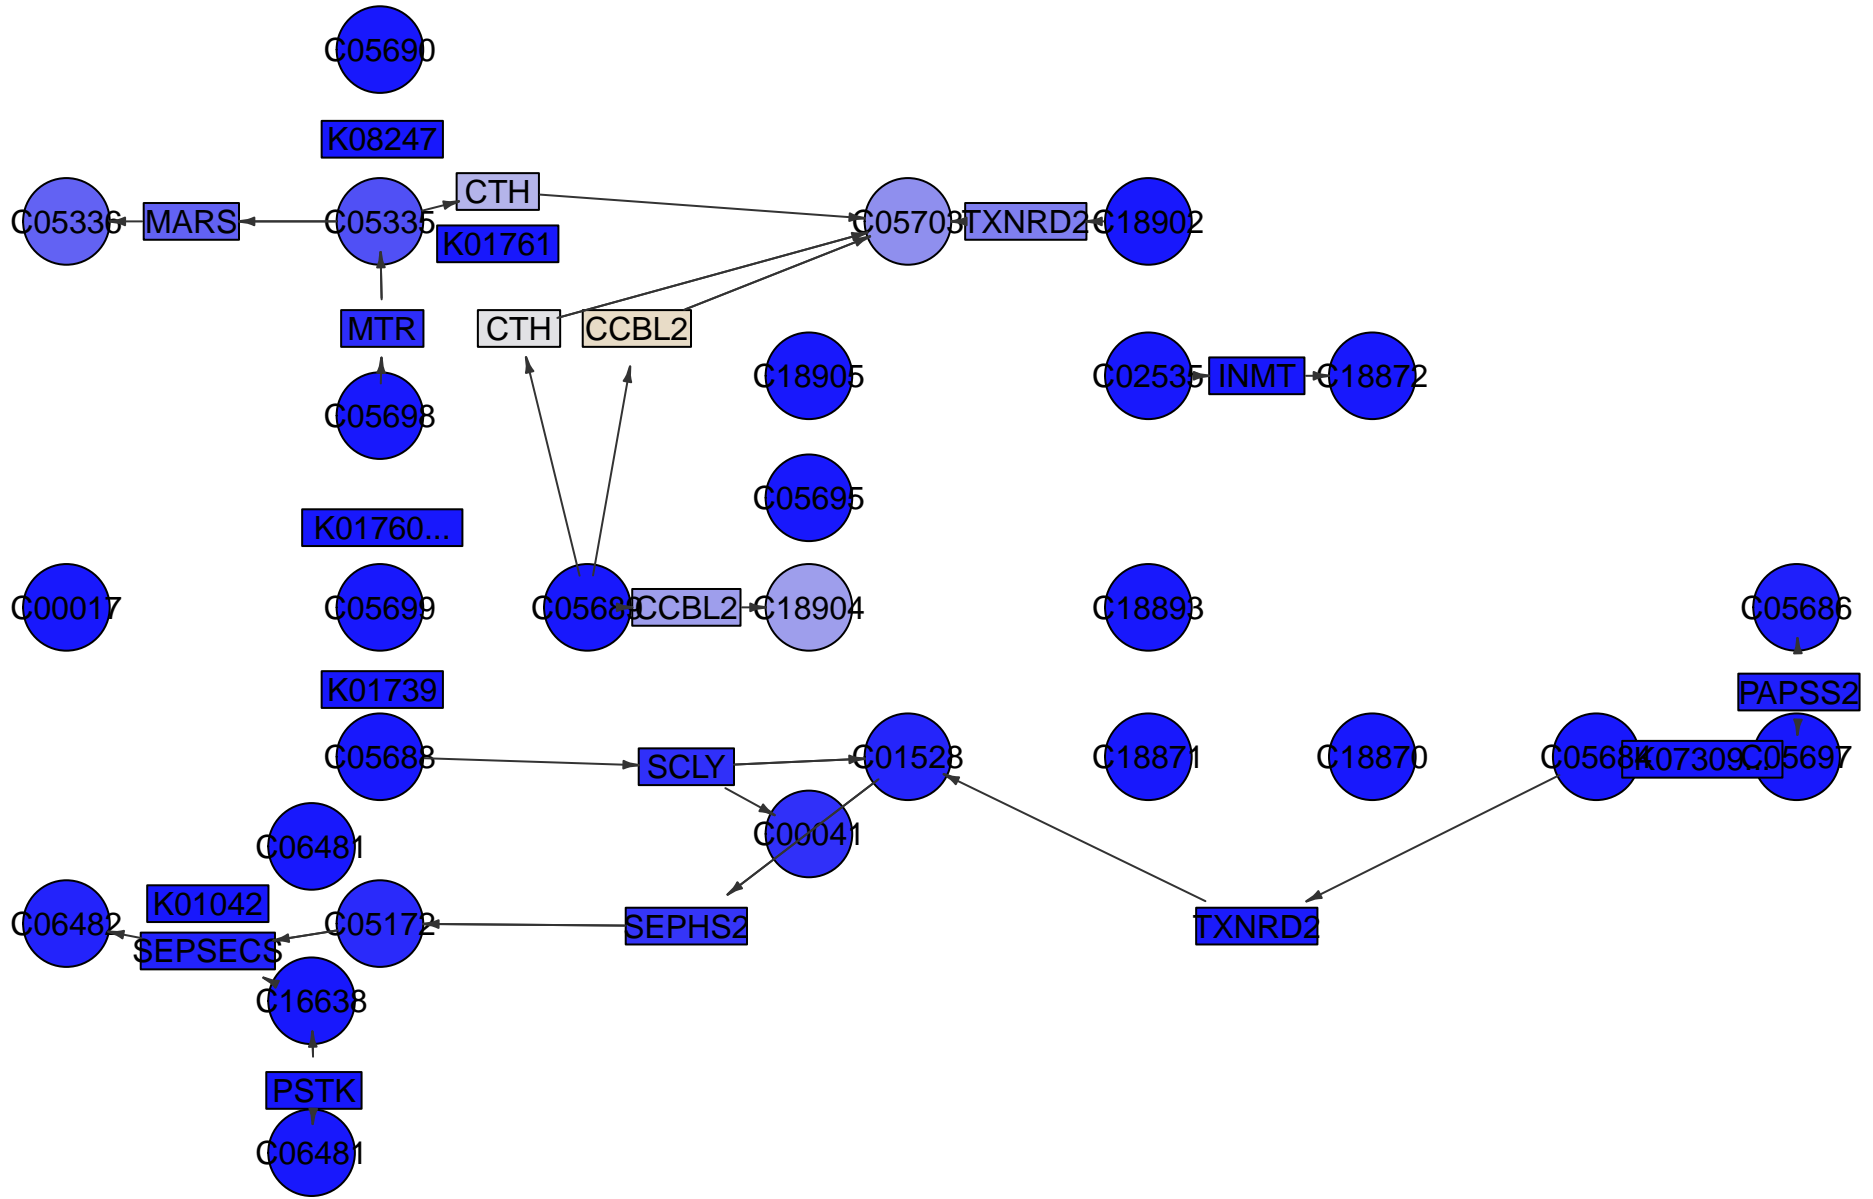 C05690
K08247
CTH
C05336
MARS
C05335
C05703
TXNRD2
C18902
K01761
MTR
CTH
CCBL2
C18905
C02535
INMT
C18872
C05698
C05695
K01760...
C00017
C05699
C05689
CCBL2
C18904
C18893
C05686
K01739
PAPSS2
C05688
SCLY
C01528
C18871
C18870
C05684
K07309...
C05697
C00041
C06481
K01042
C06482
C05172
SEPHS2
TXNRD2
SEPSECS
C16638
PSTK
C06481